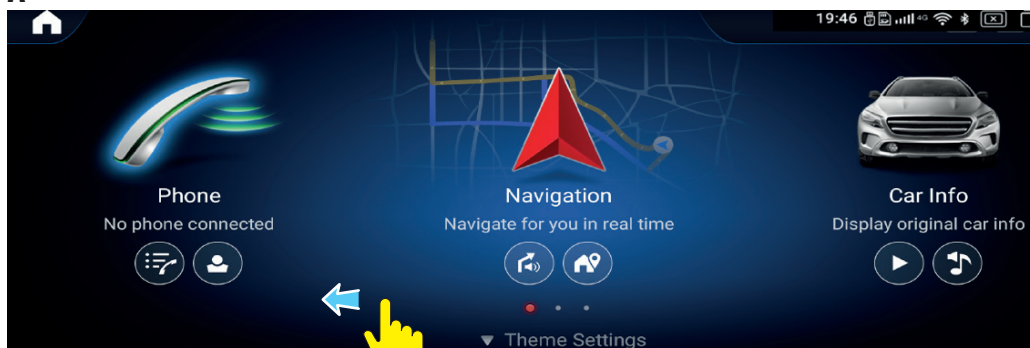 19:46 4G
Phone
Navigation
Car Info
No phone connected
Navigate for you in real time
Display original car info
Theme Settings